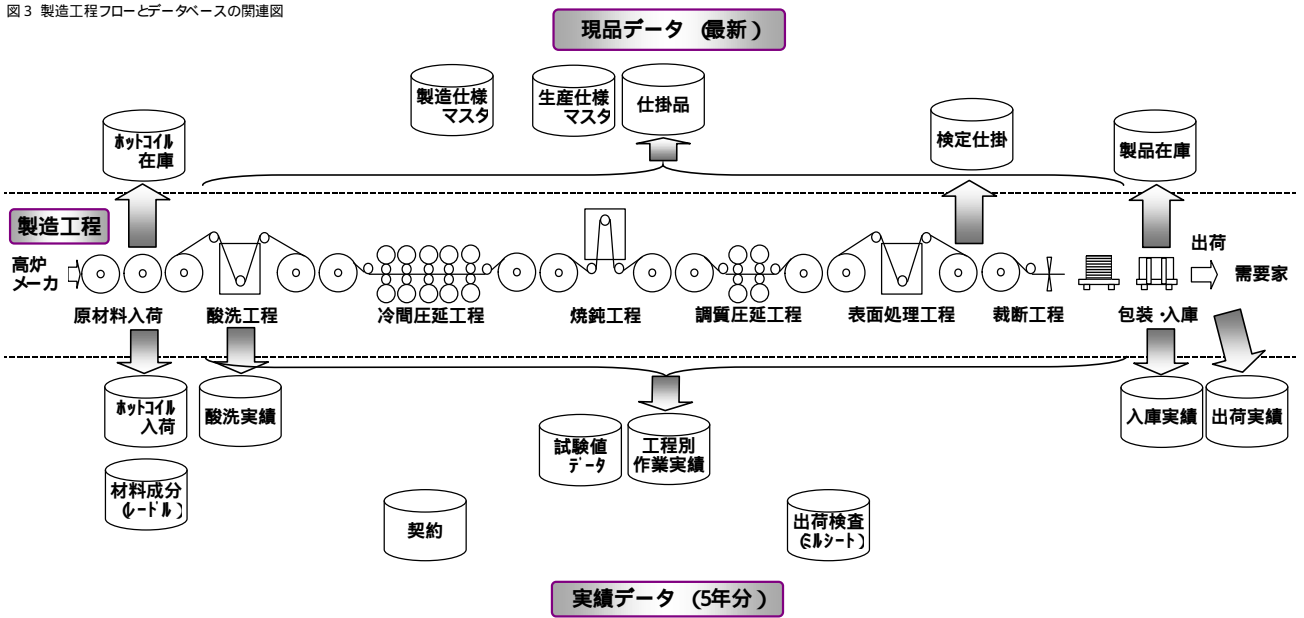 図3 製造工程フローとデータベースの関連図
現品データ (最新)
製造仕様
マスタ
生産仕様
マスタ
仕掛品
ホットコイル
在庫
検定仕掛
製品在庫
製造工程
高炉
メーカ
出荷
需要家
原材料入荷
酸洗工程
冷間圧延工程
焼鈍工程
調質圧延工程
表面処理工程
裁断工程
包装・入庫
ホットコイル
入荷
酸洗実績
試験値
データ
工程別
作業実績
入庫実績
出荷実績
材料成分
(レードル)
契約
出荷検査
(ミルシート)
実績データ (5年分)